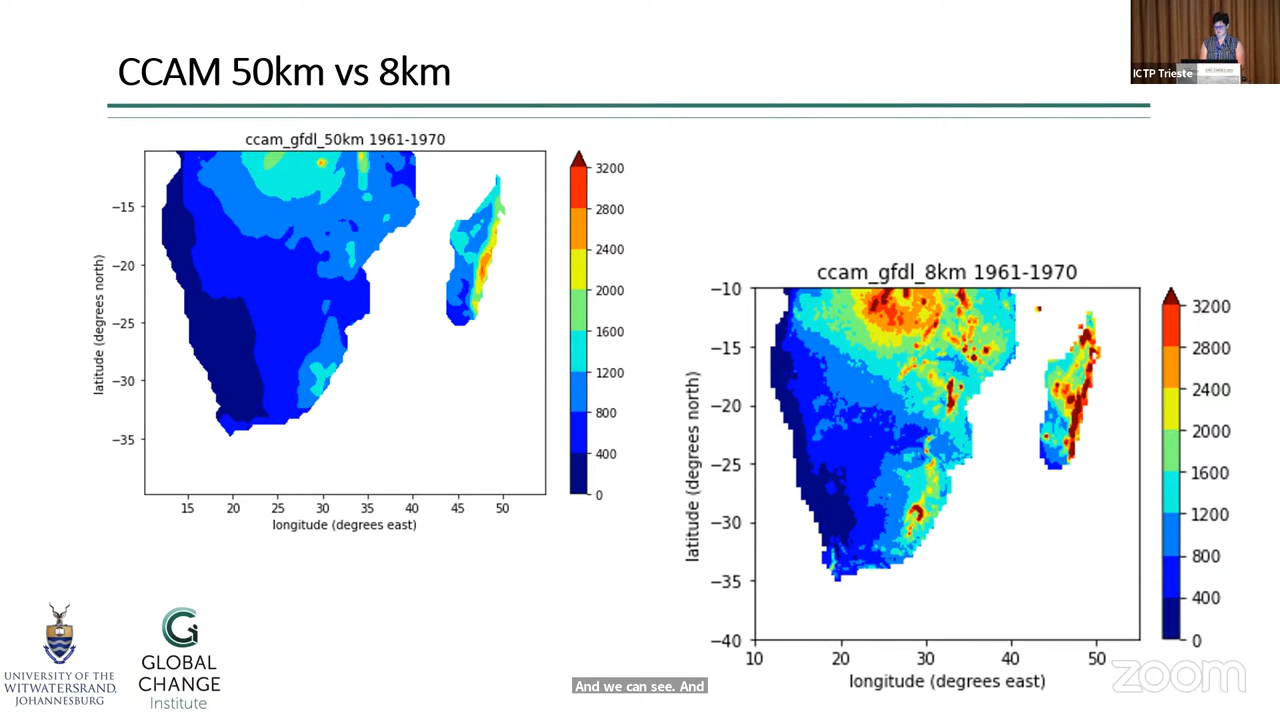 CCAM 50km vs 8km
ICTP Trieste
ccam_gfdl_50km 1961-1970
3200
2800
2400
2000
1600
1200
800
400
0
−15
−20
−25
−30
−35
latitude (degrees north)
15 20 25 30 35 40 45 50
longitude (degrees east)
ccam_gfdl_8km 1961-1970
−10
−15
−20
−25
−30
−35
−40
latitude (degrees north)
10 20 30 40 50
longitude (degrees east)
3200
2800
2400
2000
1600
1200
800
400
0
UNIVERSITY OF THE
WITWATERSRAND,
JOHANNESBURG
GLOBAL
CHANGE
Institute
And we can see. And
zoom